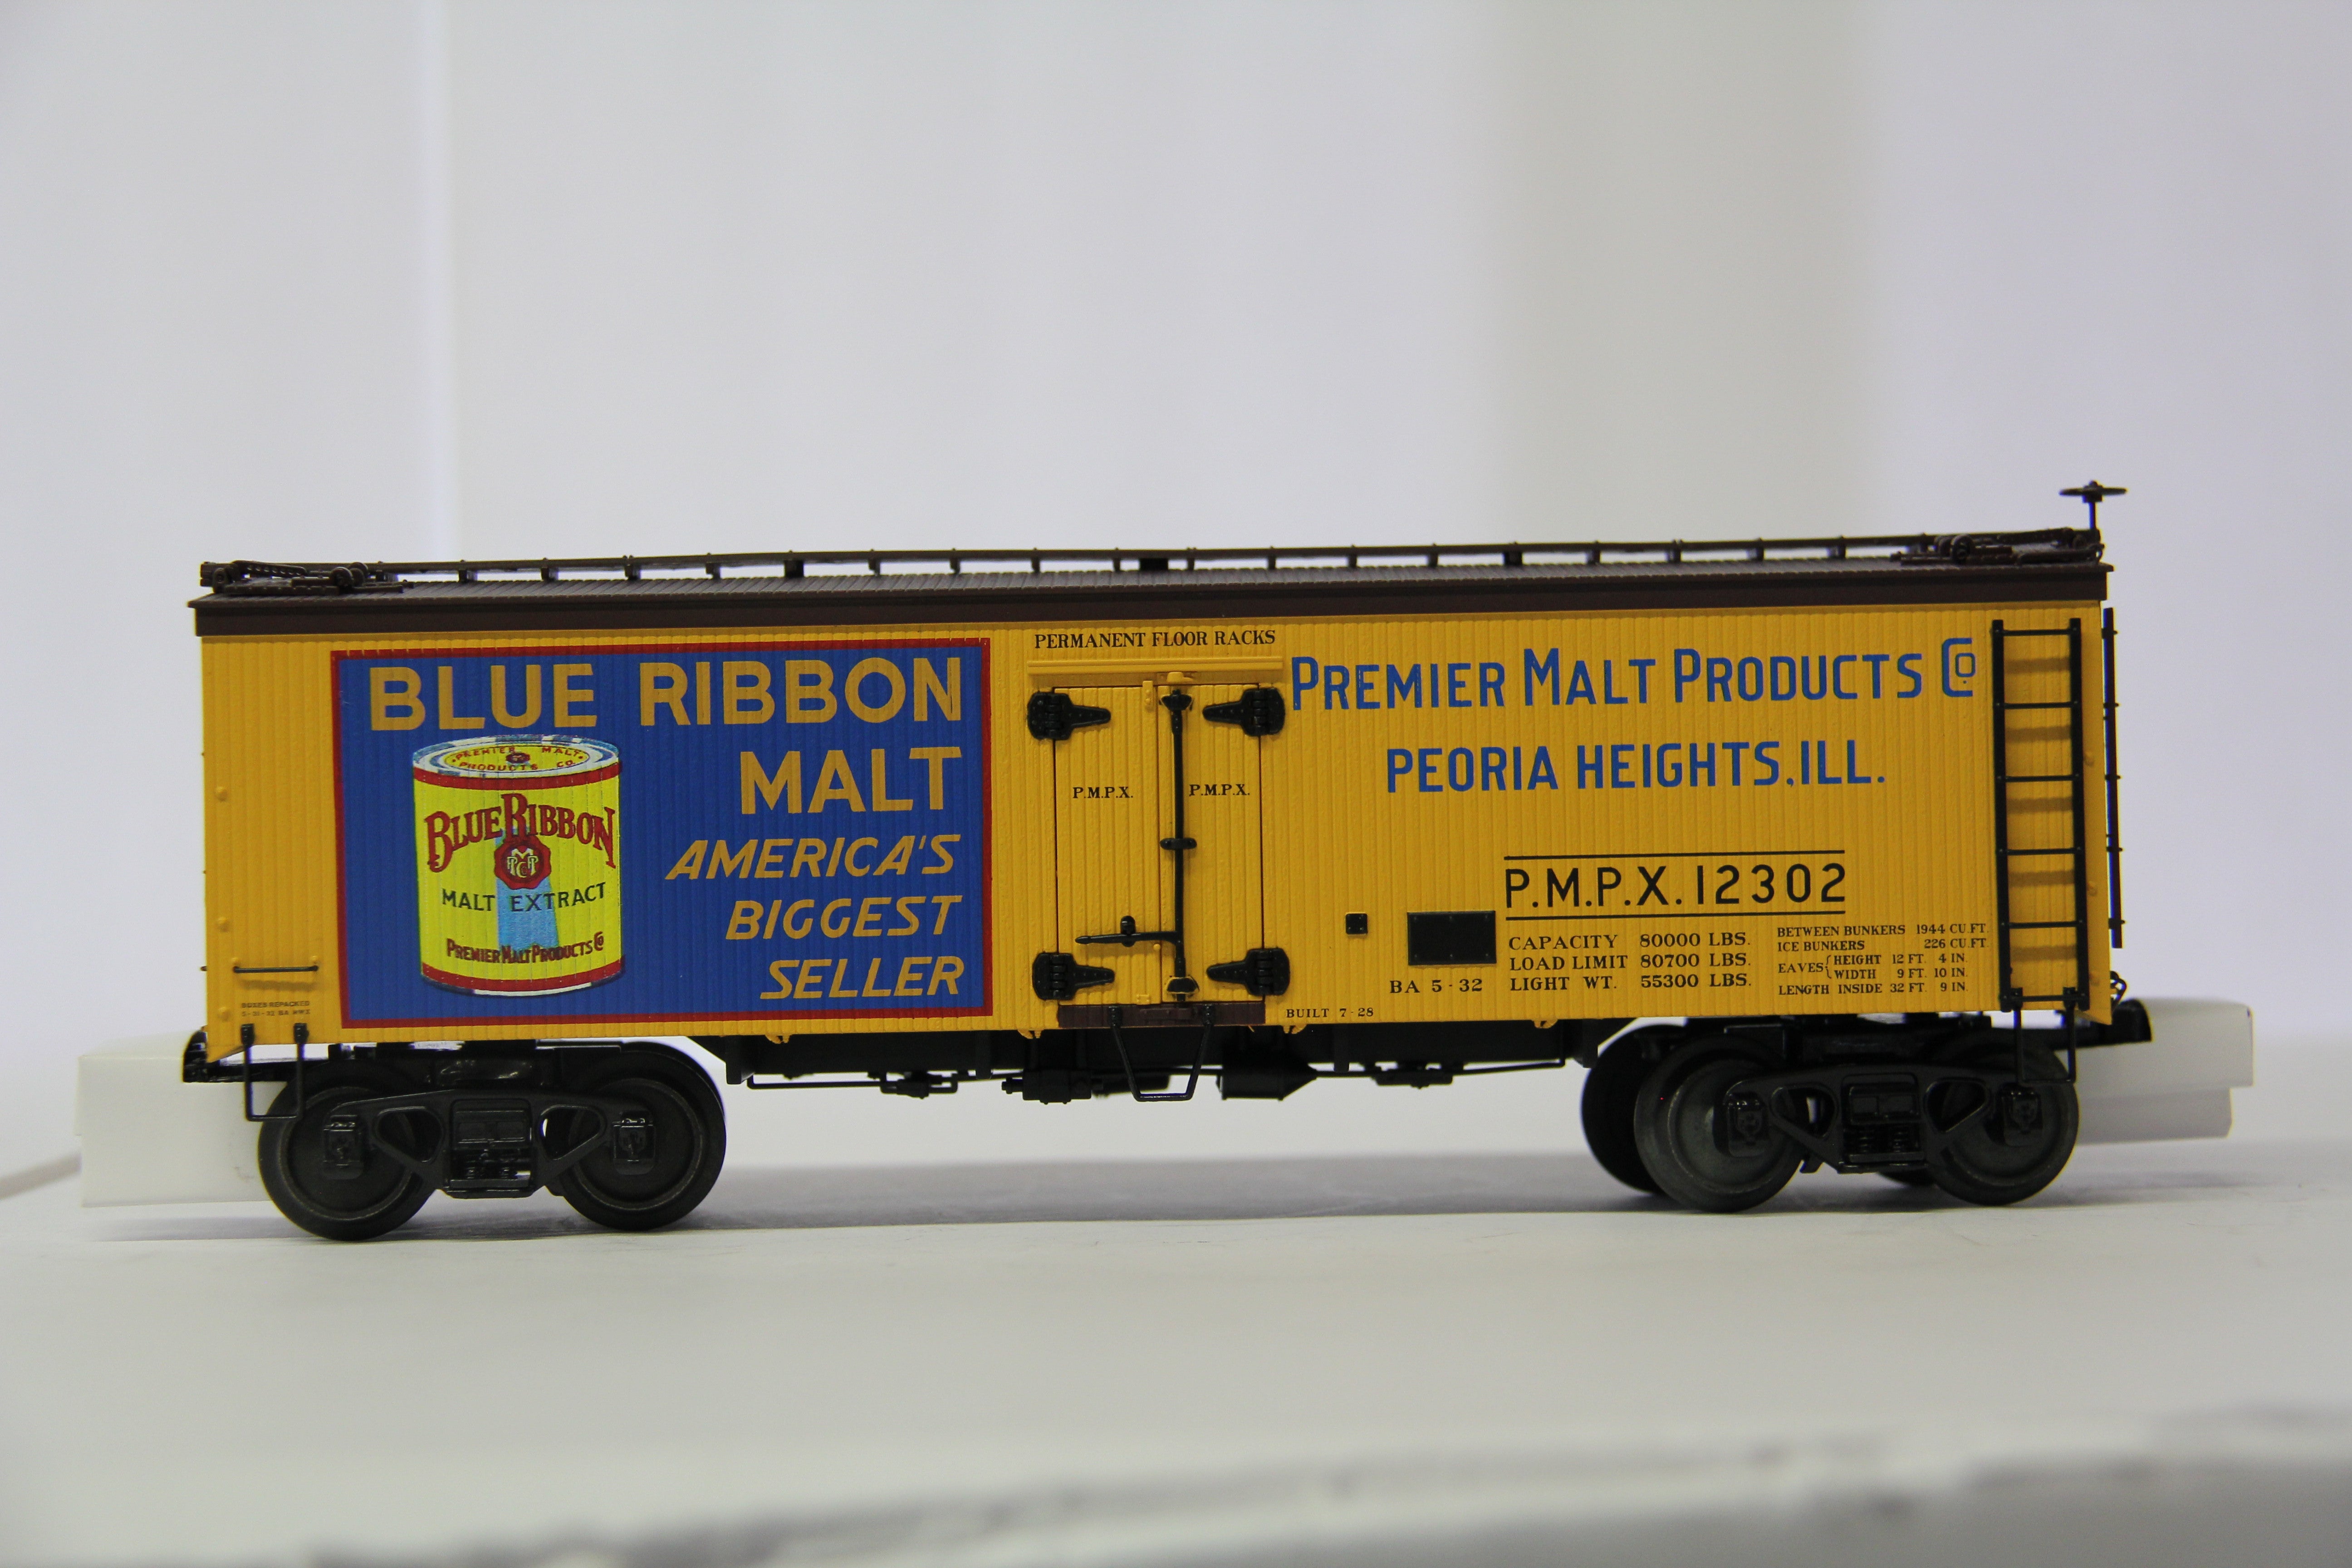 BLUE RIBBON
MALT
AMERICA'S
BIGGEST
SELLER
PREMIER MALT
PRODUCTS CO.
BLUE RIBBON
PMPCo
MALT EXTRACT
PREMIER MALT PRODUCTS Co
BOXES REPACKED
PERMANENT FLOOR RACKS
P.M.P.X.
P.M.P.X.
PREMIER MALT PRODUCTS Co
PEORIA HEIGHTS, ILL.
P.M.P.X. 12302
CAPACITY 80000 LBS.
LOAD LIMIT 80700 LBS.
LIGHT WT. 55300 LBS.
BA 5-32
BUILT 7-28
BETWEEN BUNKERS 1944 CU.FT
ICE BUNKERS 226 CU.FT
EAVES { HEIGHT 12 FT. 4 IN.
WIDTH 9 FT. 10 IN.
LENGTH INSIDE 32 FT. 9 IN.